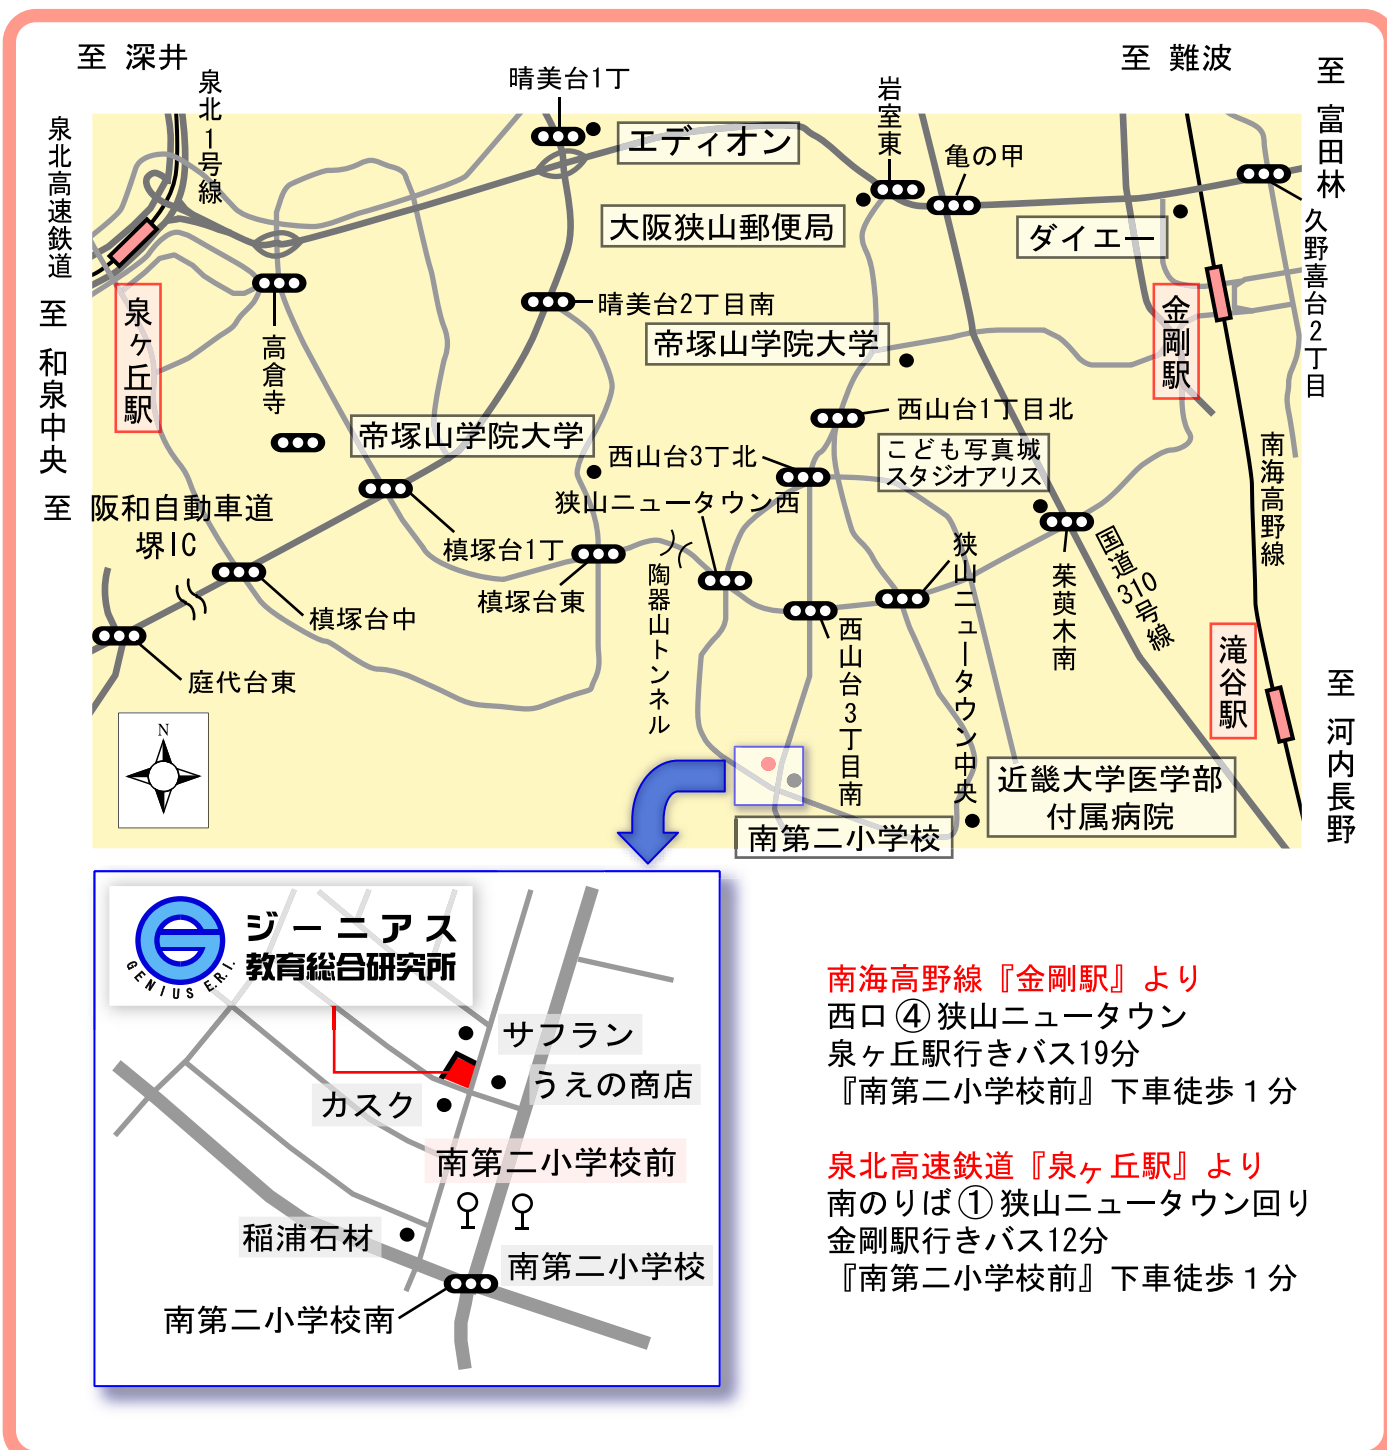 至 深井
至 難波
至 富田林
泉北1号線
晴美台1丁
岩室東
泉北高速鉄道
エディオン
亀の甲
大阪狭山郵便局
ダイエー
久野喜台2丁目
至 和泉中央
泉ヶ丘駅
晴美台2丁目南
金剛駅
高倉寺
帝塚山学院大学
西山台1丁目北
帝塚山学院大学
こども写真城
スタジオアリス
西山台3丁北
南海高野線
狭山ニュータウン西
至 阪和自動車道
堺IC
槙塚台1丁
狭山ニュータウン中央
国道310号線
茱萸木南
陶器山トンネル
槙塚台東
槙塚台中
西山台3丁目南
滝谷駅
庭代台東
至 河内長野
N
近畿大学医学部
付属病院
南第二小学校
GENIUS E.R.I.
ジーニアス
教育総合研究所
サフラン
うえの商店
カスク
南第二小学校前
稲浦石材
南第二小学校
南第二小学校南
南海高野線『金剛駅』より
西口④狭山ニュータウン
泉ヶ丘駅行きバス19分
『南第二小学校前』下車徒歩1分
泉北高速鉄道『泉ヶ丘駅』より
南のりば①狭山ニュータウン回り
金剛駅行きバス12分
『南第二小学校前』下車徒歩1分